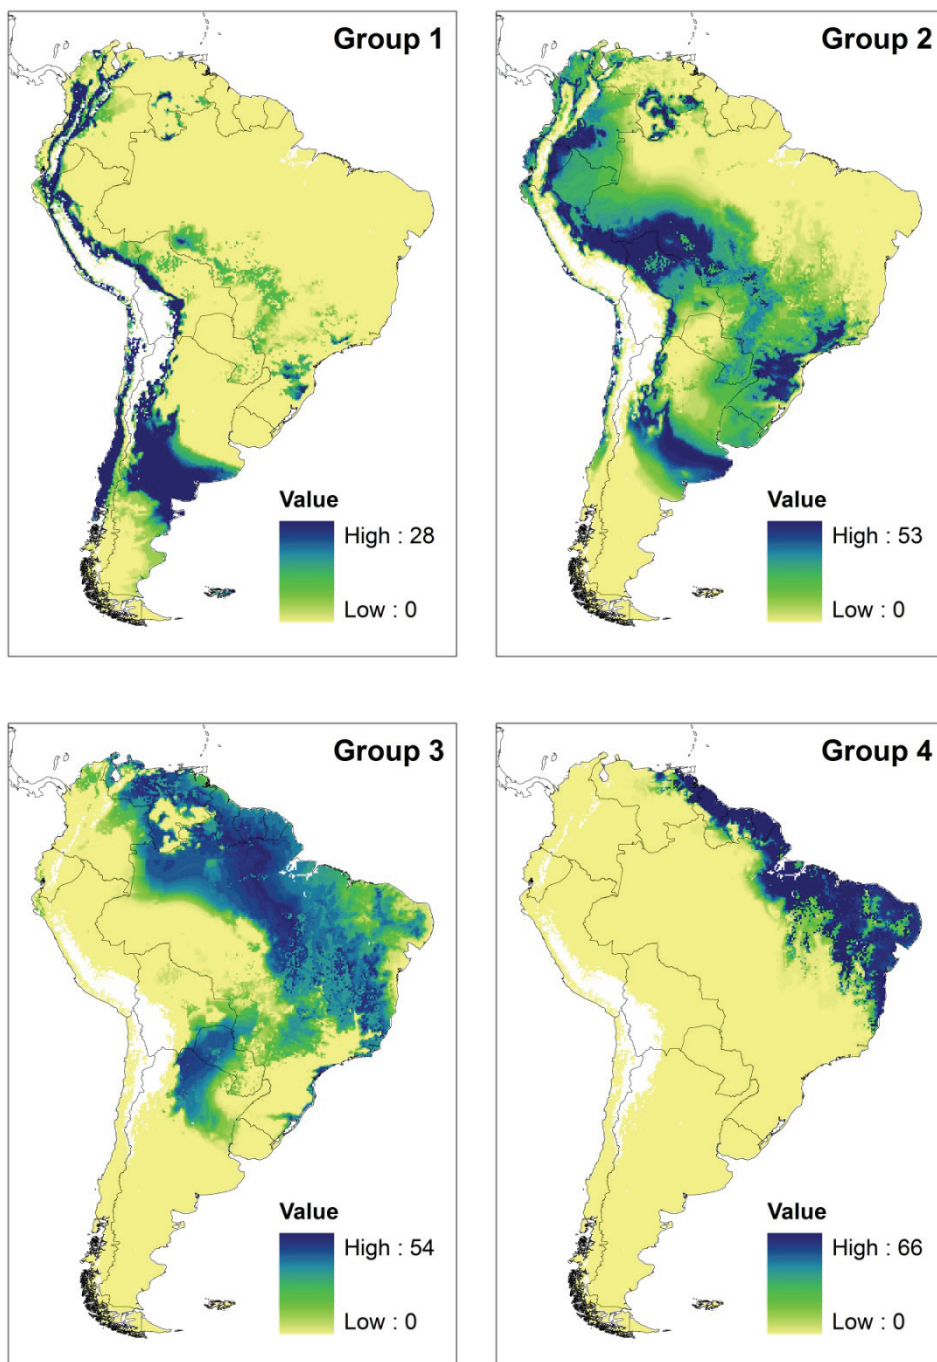 Group 1
Value
High : 28
Low : 0
Group 2
Value
High : 53
Low : 0
Group 3
Value
High : 54
Low : 0
Group 4
Value
High : 66
Low : 0